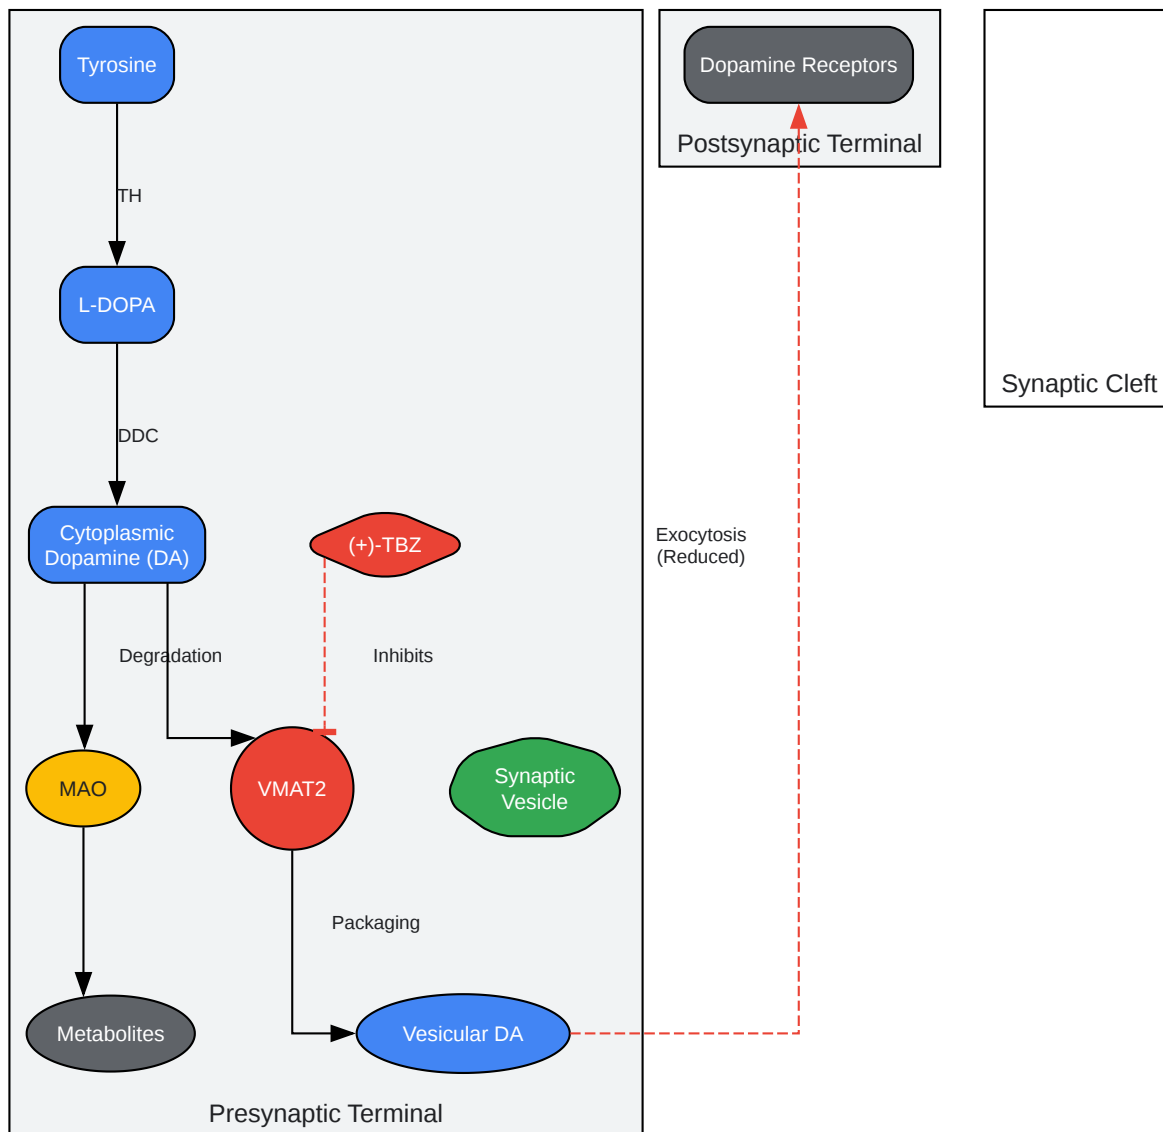 Tyrosine
Dopamine Receptors
Postsynaptic Terminal
TH
L-DOPA
Synaptic Cleft
DDC
Cytoplasmic
Dopamine (DA)
(+)-TBZ
Exocytosis
(Reduced)
Degradation
Inhibits
MAO
VMAT2
Synaptic
Vesicle
Packaging
Metabolites
Vesicular DA
Presynaptic Terminal